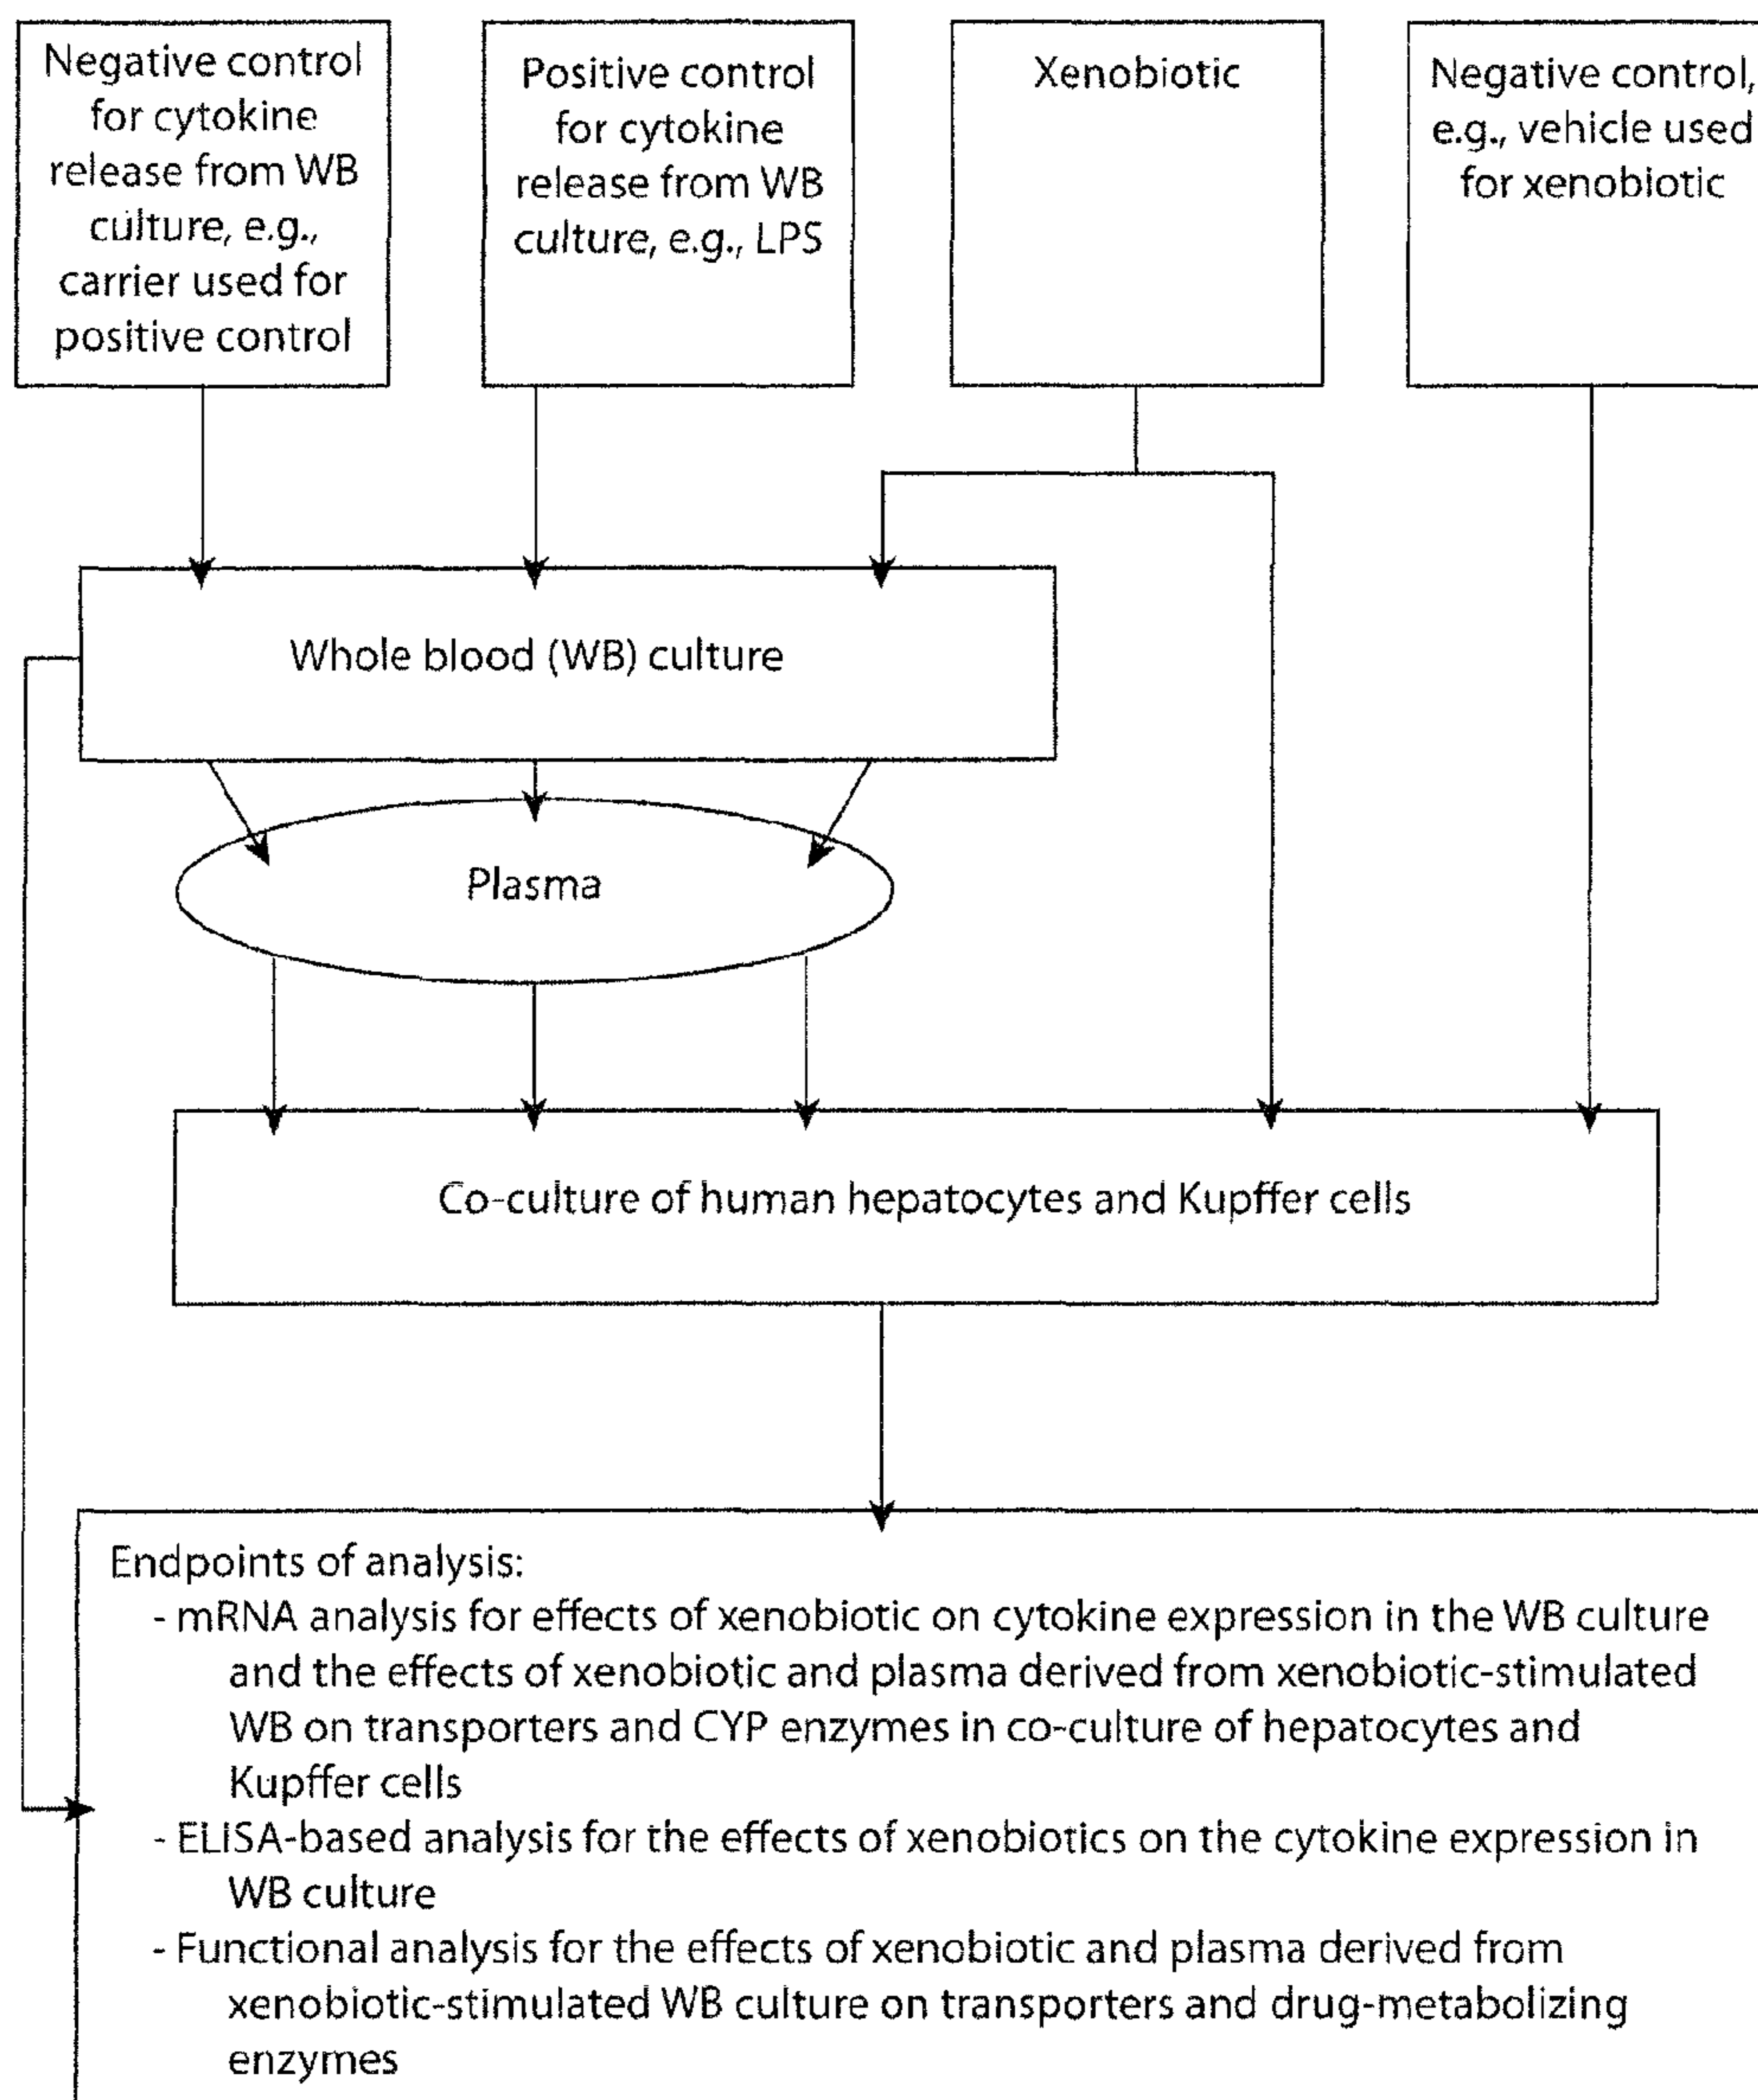 Negative control
for cytokine
release from WB
culture, e.g.,
carrier used for
positive control
Positive control
for cytokine
release from WB
culture, e.g., LPS
Xenobiotic
Negative control,
e.g., vehicle used
for xenobiotic
Whole blood (WB) culture
Plasma
Co-culture of human hepatocytes and Kupffer cells
Endpoints of analysis:
- mRNA analysis for effects of xenobiotic on cytokine expression in the WB culture
and the effects of xenobiotic and plasma derived from xenobiotic-stimulated
WB on transporters and CYP enzymes in co-culture of hepatocytes and
Kupffer cells
- ELISA-based analysis for the effects of xenobiotics on the cytokine expression in
WB culture
- Functional analysis for the effects of xenobiotic and plasma derived from
xenobiotic-stimulated WB culture on transporters and drug-metabolizing
enzymes